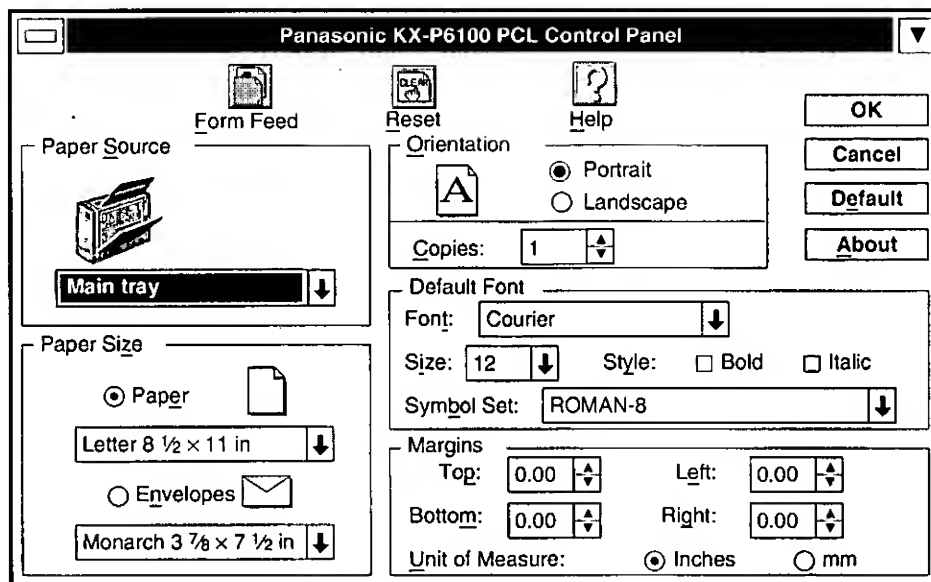 Panasonic KX-P6100 PCL Control Panel
Form Feed
CLEAR
Reset
Help
OK
Cancel
Default
About
Paper Source
Main tray
Orientation
A
Portrait
Landscape
Copies: 1
Default Font
Font: Courier
Size: 12 Style: Bold Italic
Symbol Set: ROMAN-8
Paper Size
Paper
Letter 8 ½ × 11 in
Envelopes
Monarch 3 ⅞ × 7 ½ in
Margins
Top: 0.00 Left: 0.00
Bottom: 0.00 Right: 0.00
Unit of Measure: Inches mm